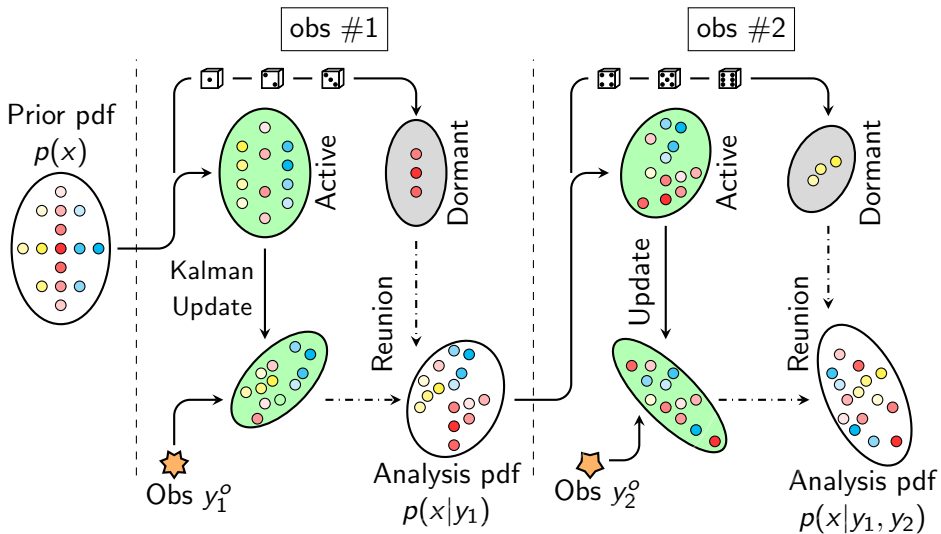 obs #1
obs #2
Prior pdf
p(x)
Active
Dormant
Kalman
Update
Reunion
Obs y₁ᵒ
Analysis pdf
p(x|y₁)
Active
Dormant
Update
Reunion
Obs y₂ᵒ
Analysis pdf
p(x|y₁, y₂)